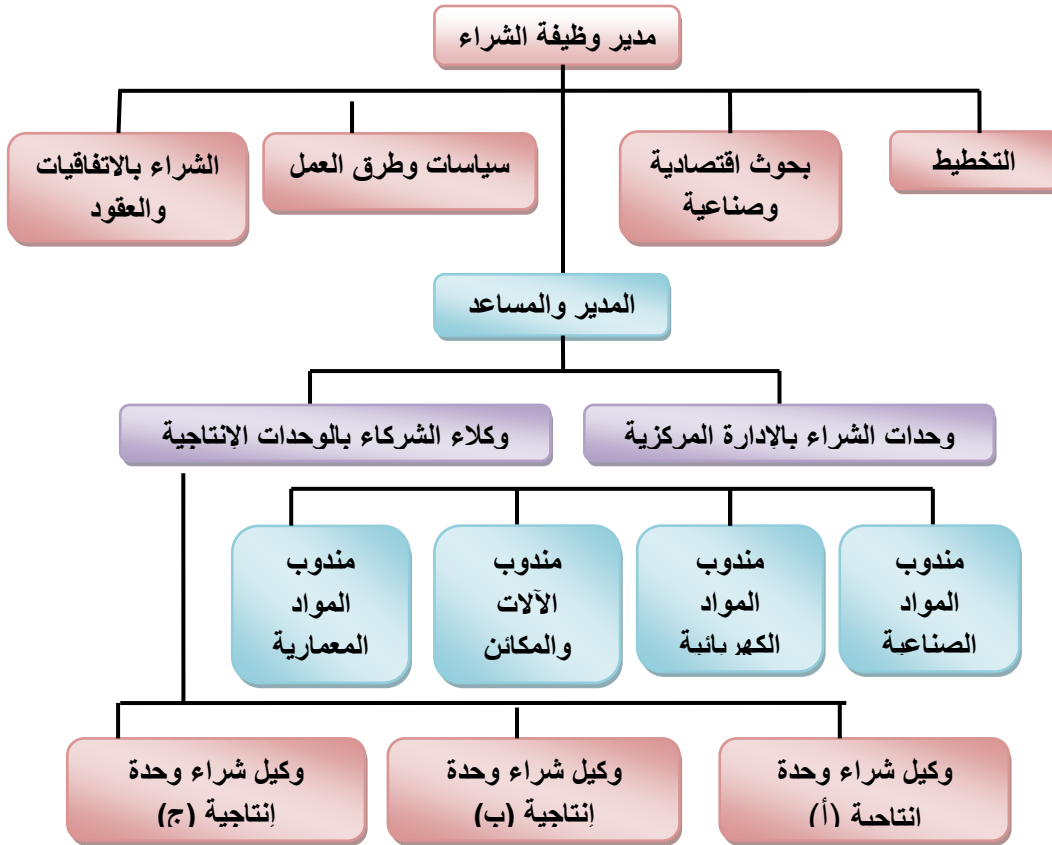 مدير وظيفة الشراء
التخطيط
بحوث اقتصادية
وصناعية
سياسات وطرق العمل
الشراء بالاتفاقيات
والعقود
المدير والمساعد
وحدات الشراء بالإدارة المركزية
وكلاء الشركاء بالوحدات الإنتاجية
مندوب
المواد
الصناعية
مندوب
المواد
الكهربائية
مندوب
الآلات
والمكائن
مندوب
المواد
المعمارية
وكيل شراء وحدة
انتاجية (أ)
وكيل شراء وحدة
إنتاجية (ب)
وكيل شراء وحدة
إنتاجية (ج)